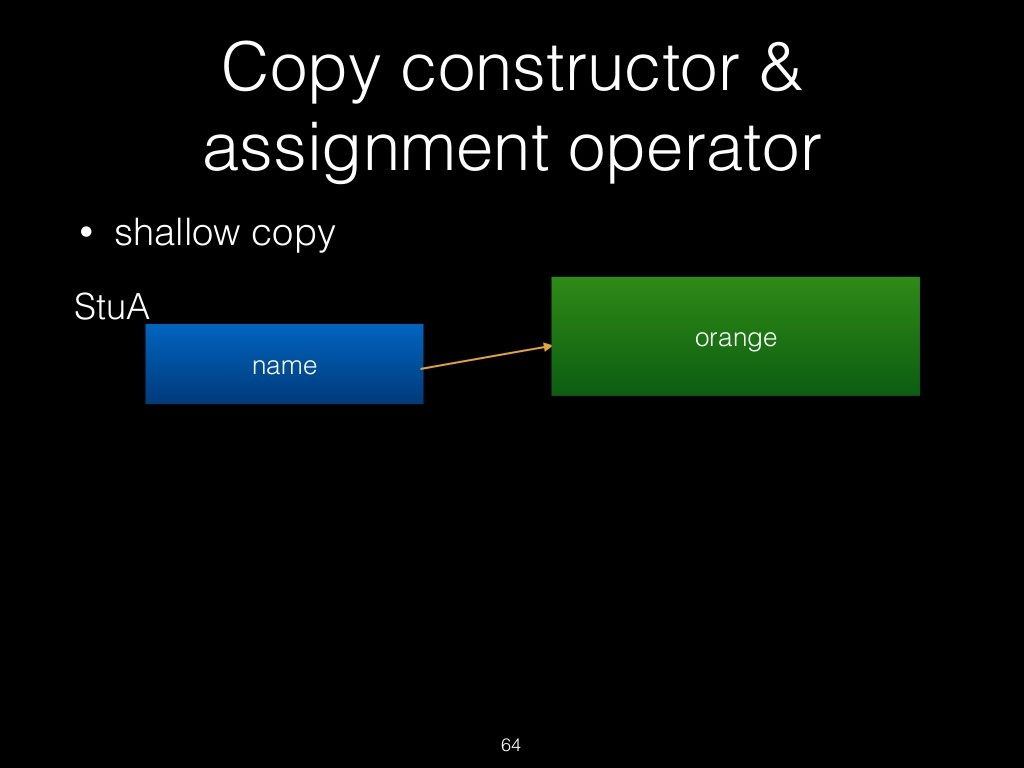 Copy constructor &
assignment operator
• shallow copy
StuA
name
orange
64